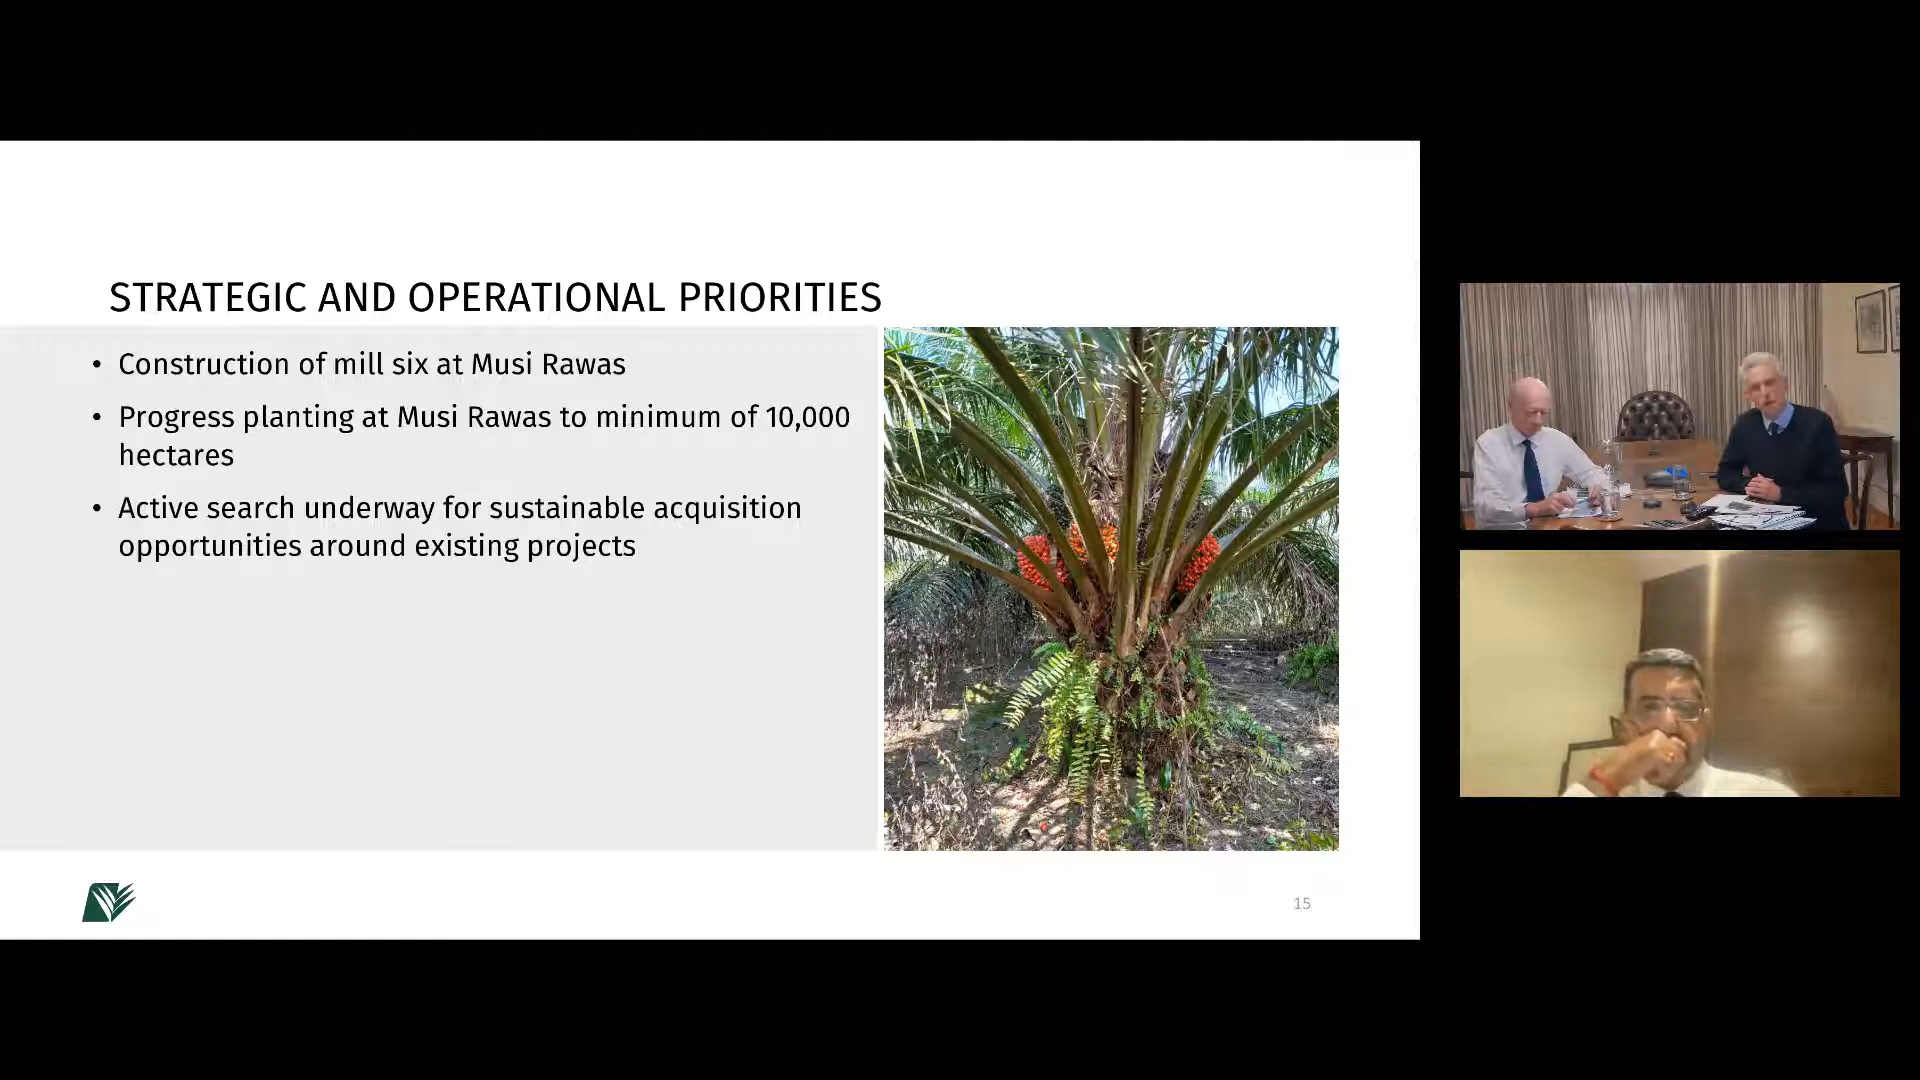 STRATEGIC AND OPERATIONAL PRIORITIES
• Construction of mill six at Musi Rawas
• Progress planting at Musi Rawas to minimum of 10,000
hectares
• Active search underway for sustainable acquisition
opportunities around existing projects
15